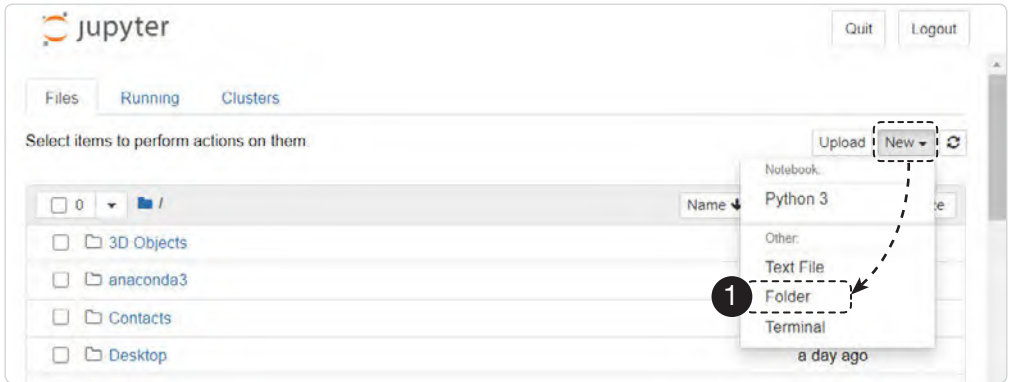 jupyter
Quit Logout
Files Running Clusters
Select items to perform actions on them
Upload New
Notebook:
0 / Name Python 3
Other:
3D Objects
Text File
anaconda3
1 Folder
Contacts
Terminal
Desktop a day ago